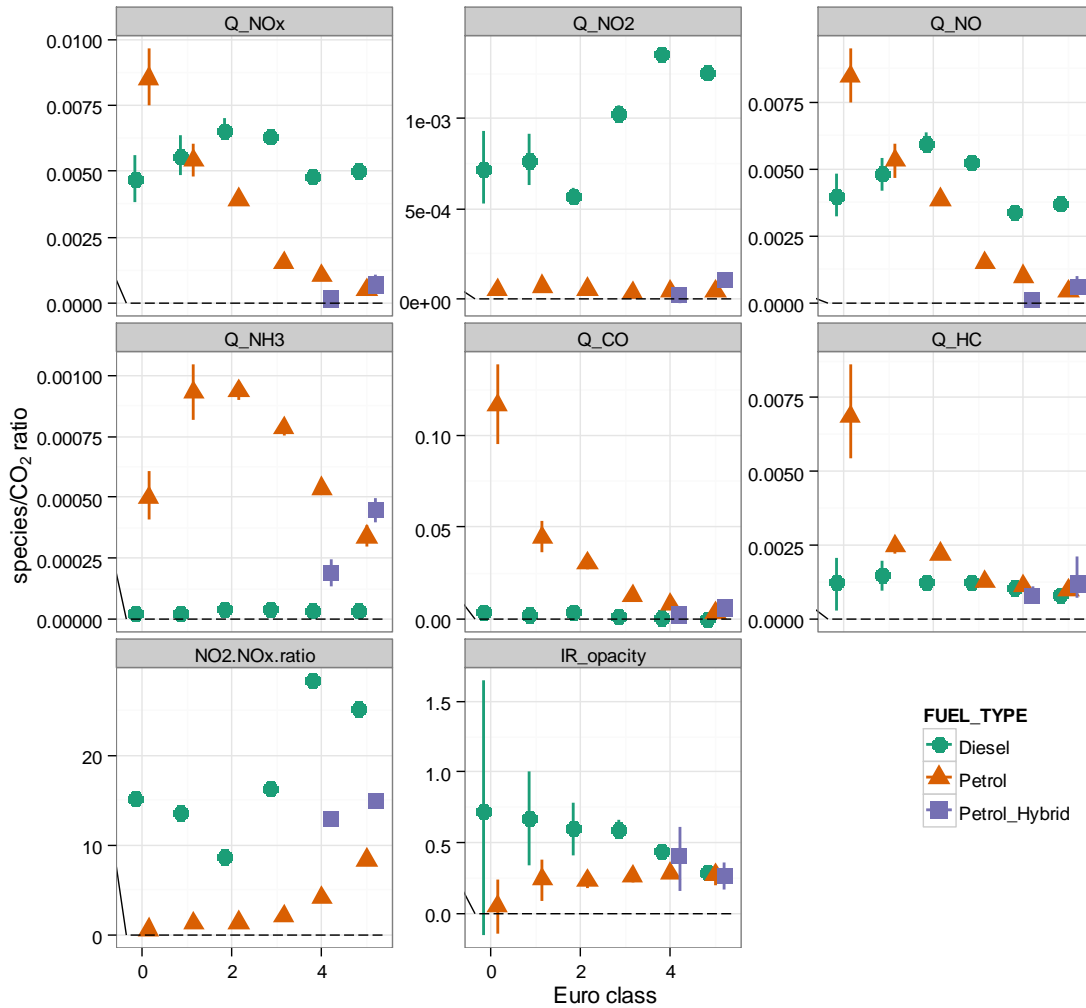 Q_NOx
Q_NO2
Q_NO
0.0100
0.0075
0.0050
0.0025
0.0000
1e-03
5e-04
0e+00
0.0075
0.0050
0.0025
0.0000
Q_NH3
Q_CO
Q_HC
0.00100
0.00075
0.00050
0.00025
0.00000
0.10
0.05
0.00
0.0075
0.0050
0.0025
0.0000
species/CO₂ ratio
NO2.NOx.ratio
IR_opacity
20
10
0
1.5
1.0
0.5
0.0
FUEL_TYPE
Diesel
Petrol
Petrol_Hybrid
0 2 4
0 2 4
Euro class